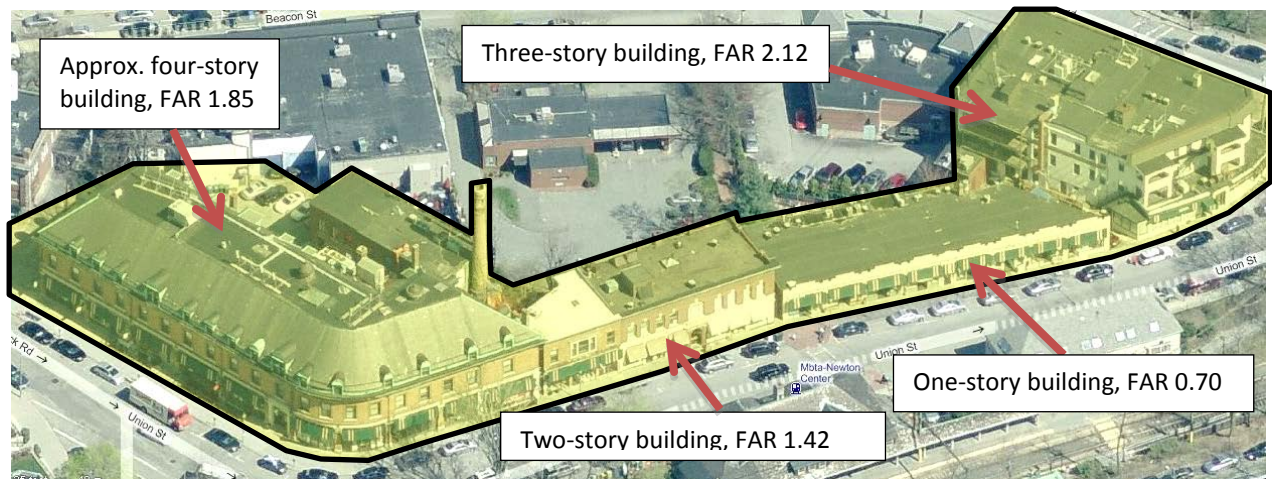 Beacon St
Approx. four-story
building, FAR 1.85
Three-story building, FAR 2.12
Union St
One-story building, FAR 0.70
Union St
Mbta-Newton
Center
Two-story building, FAR 1.42
Rd
Union St